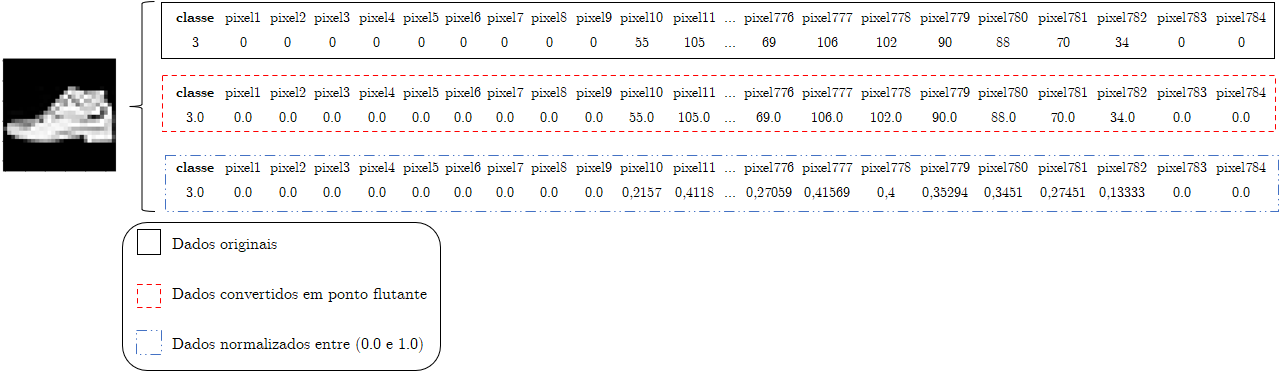 classe pixel1 pixel2 pixel3 pixel4 pixel5 pixel6 pixel7 pixel8 pixel9 pixel10 pixel11 ... pixel776 pixel777 pixel778 pixel779 pixel780 pixel781 pixel782 pixel783 pixel784
3 0 0 0 0 0 0 0 0 0 55 105 ... 69 106 102 90 88 70 34 0 0
classe pixel1 pixel2 pixel3 pixel4 pixel5 pixel6 pixel7 pixel8 pixel9 pixel10 pixel11 ... pixel776 pixel777 pixel778 pixel779 pixel780 pixel781 pixel782 pixel783 pixel784
3.0 0.0 0.0 0.0 0.0 0.0 0.0 0.0 0.0 0.0 55.0 105.0 ... 69.0 106.0 102.0 90.0 88.0 70.0 34.0 0.0 0.0
classe pixel1 pixel2 pixel3 pixel4 pixel5 pixel6 pixel7 pixel8 pixel9 pixel10 pixel11 ... pixel776 pixel777 pixel778 pixel779 pixel780 pixel781 pixel782 pixel783 pixel784
3.0 0.0 0.0 0.0 0.0 0.0 0.0 0.0 0.0 0.0 0,2157 0,4118 ... 0,27059 0,41569 0,4 0,35294 0,3451 0,27451 0,13333 0.0 0.0
Dados originais
Dados convertidos em ponto flutante
Dados normalizados entre (0.0 e 1.0)